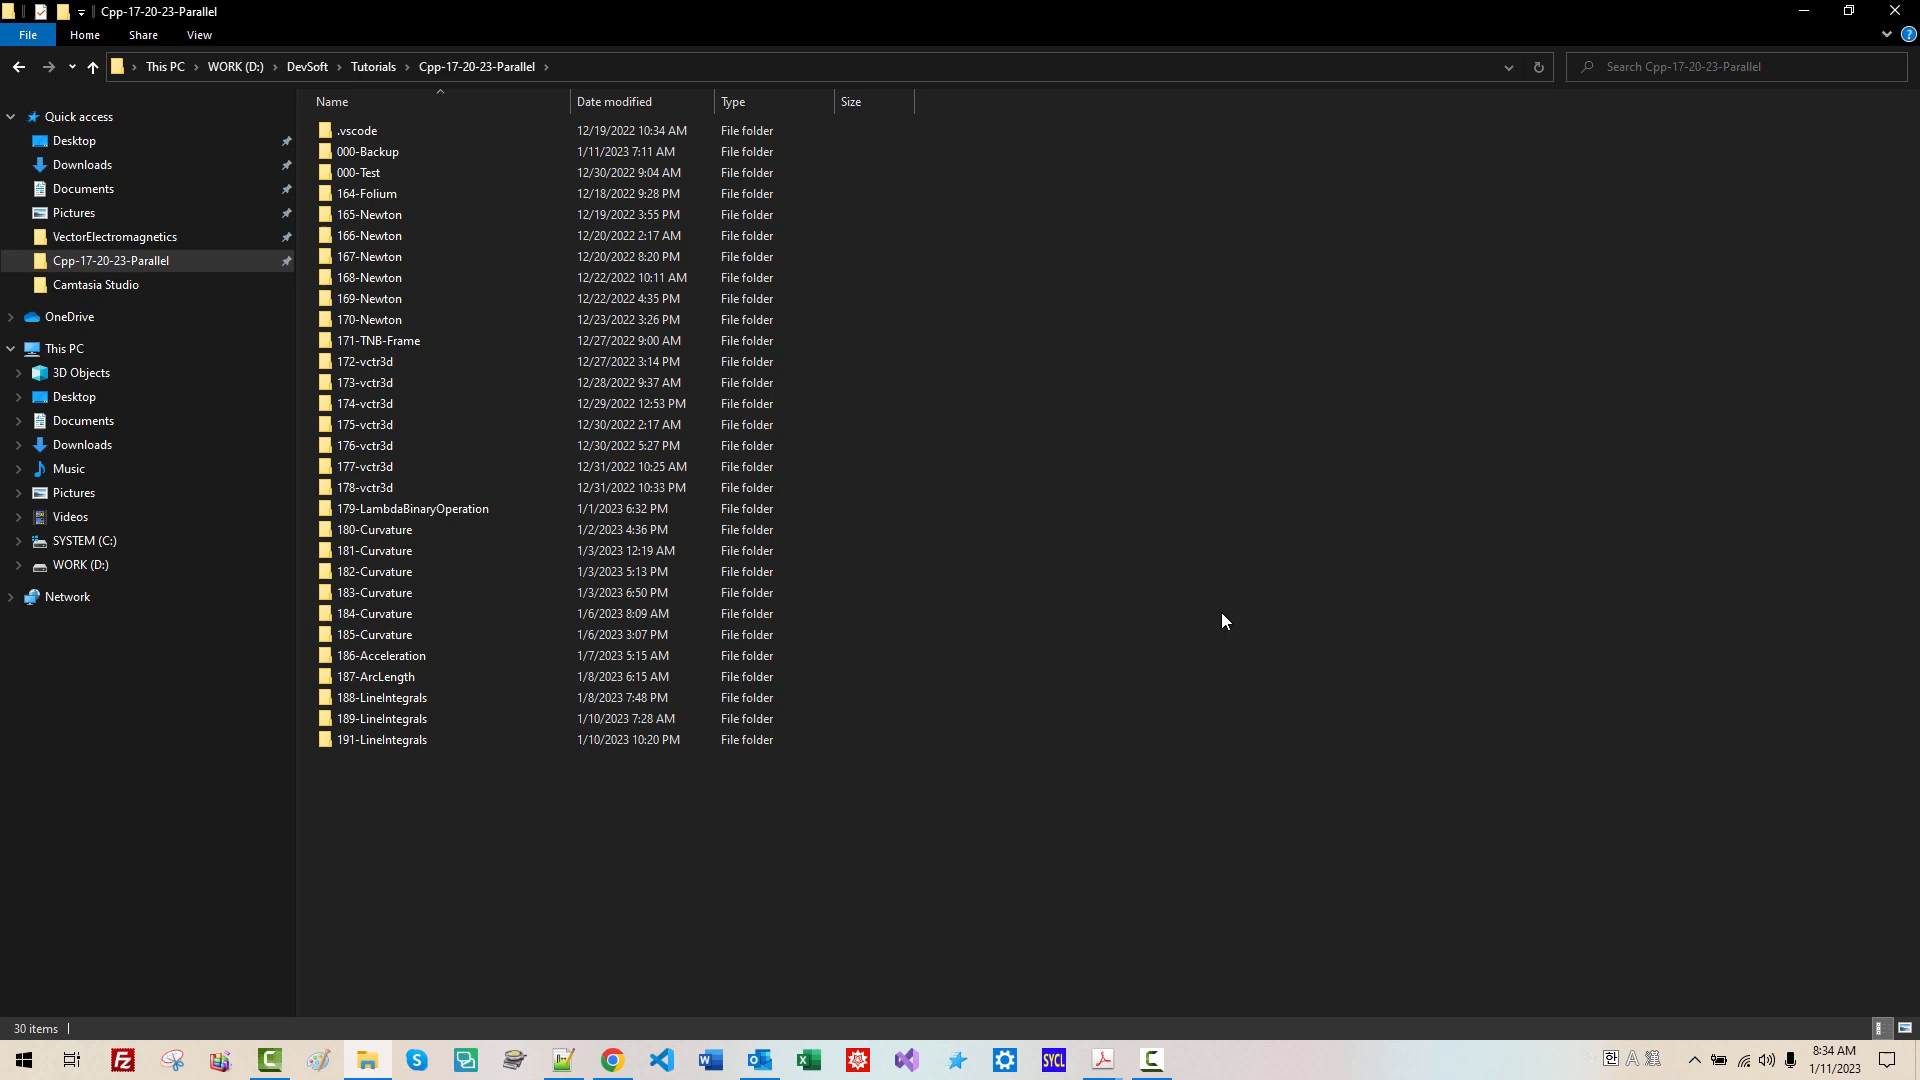 Cpp-17-20-23-Parallel
File Home Share View
This PC WORK (D:) DevSoft Tutorials Cpp-17-20-23-Parallel
Search Cpp-17-20-23-Parallel
Quick access
Desktop
Downloads
Documents
Pictures
VectorElectromagnetics
Cpp-17-20-23-Parallel
Camtasia Studio
OneDrive
This PC
3D Objects
Desktop
Documents
Downloads
Music
Pictures
Videos
SYSTEM (C:)
WORK (D:)
Network
Name Date modified Type Size
.vscode 12/19/2022 10:34 AM File folder
000-Backup 1/11/2023 7:11 AM File folder
000-Test 12/30/2022 9:04 AM File folder
164-Folium 12/18/2022 9:28 PM File folder
165-Newton 12/19/2022 3:55 PM File folder
166-Newton 12/20/2022 2:17 AM File folder
167-Newton 12/20/2022 8:20 PM File folder
168-Newton 12/22/2022 10:11 AM File folder
169-Newton 12/22/2022 4:35 PM File folder
170-Newton 12/23/2022 3:26 PM File folder
171-TNB-Frame 12/27/2022 9:00 AM File folder
172-vctr3d 12/27/2022 3:14 PM File folder
173-vctr3d 12/28/2022 9:37 AM File folder
174-vctr3d 12/29/2022 12:53 PM File folder
175-vctr3d 12/30/2022 2:17 AM File folder
176-vctr3d 12/30/2022 5:27 PM File folder
177-vctr3d 12/31/2022 10:25 AM File folder
178-vctr3d 12/31/2022 10:33 PM File folder
179-LambdaBinaryOperation 1/1/2023 6:32 PM File folder
180-Curvature 1/2/2023 4:36 PM File folder
181-Curvature 1/3/2023 12:19 AM File folder
182-Curvature 1/3/2023 5:13 PM File folder
183-Curvature 1/3/2023 6:50 PM File folder
184-Curvature 1/6/2023 8:09 AM File folder
185-Curvature 1/6/2023 3:07 PM File folder
186-Acceleration 1/7/2023 5:15 AM File folder
187-ArcLength 1/8/2023 6:15 AM File folder
188-LineIntegrals 1/8/2023 7:48 PM File folder
189-LineIntegrals 1/10/2023 7:28 AM File folder
191-LineIntegrals 1/10/2023 10:20 PM File folder
30 items
SYCL
한 A 漢
8:34 AM
1/11/2023